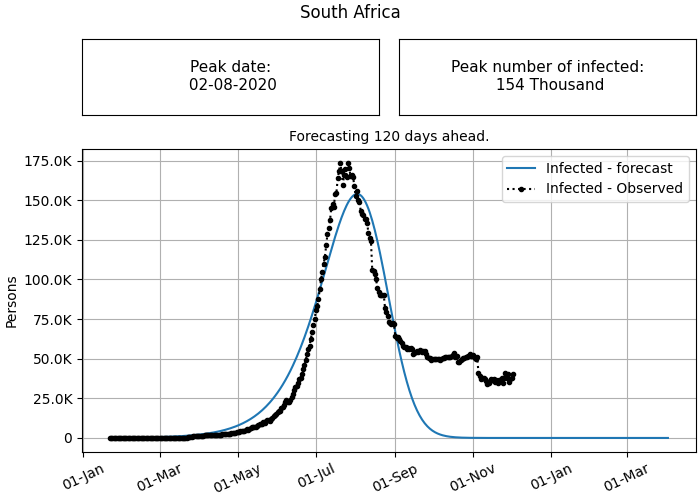 South Africa
Peak date:
02-08-2020
Peak number of infected:
154 Thousand
Forecasting 120 days ahead.
Infected - forecast
Infected - Observed
175.0K
150.0K
125.0K
100.0K
75.0K
50.0K
25.0K
0
Persons
01-Jan
01-Mar
01-May
01-Jul
01-Sep
01-Nov
01-Jan
01-Mar